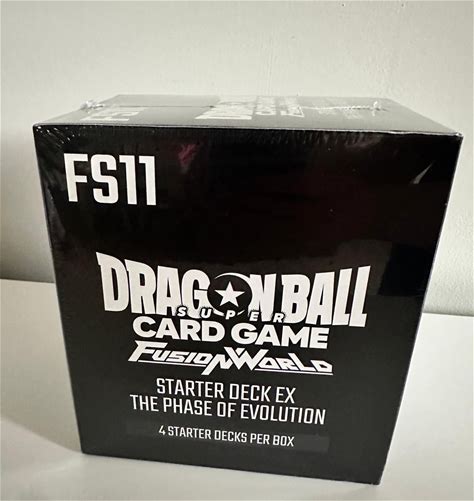 FS11
DRAGON BALL
SUPER
CARD GAME
FUSION WORLD
STARTER DECK EX
THE PHASE OF EVOLUTION
4 STARTER DECKS PER BOX